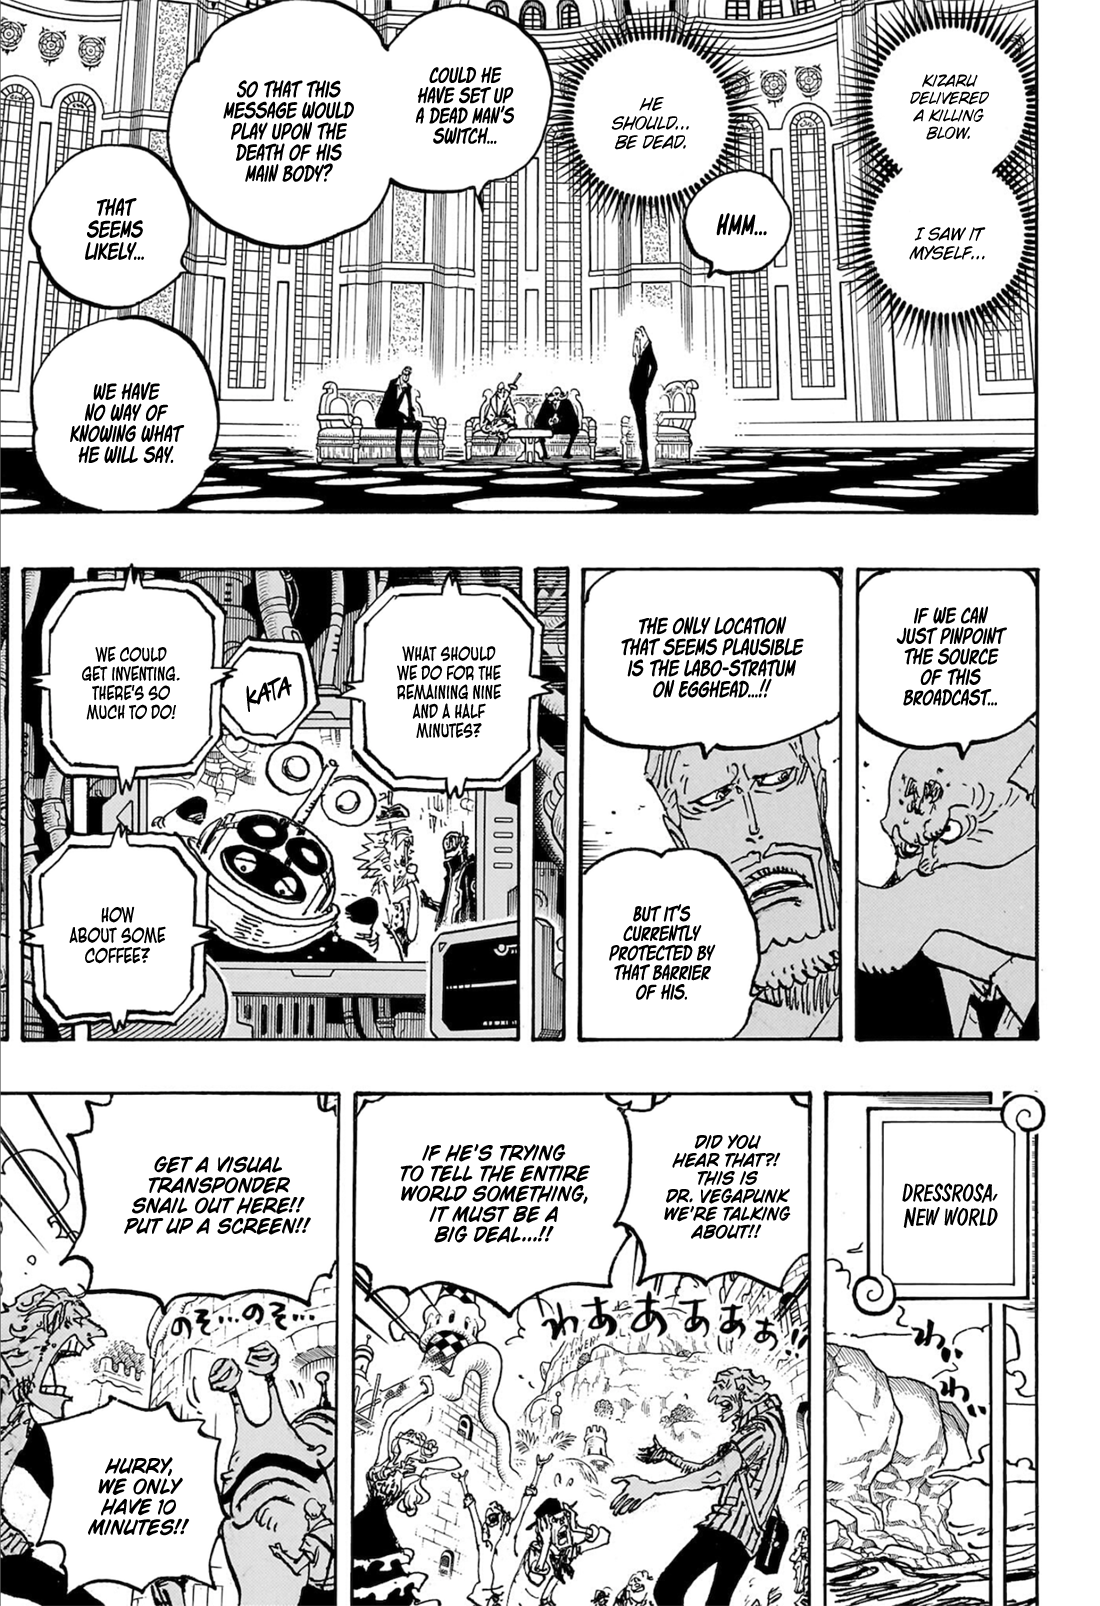 KIZARU
DELIVERED
A KILLING
BLOW.
I SAW IT
MYSELF...
HMM...
HE
SHOULD...
BE DEAD.
COULD HE
HAVE SET UP
A DEAD MAN'S
SWITCH...
SO THAT THIS
MESSAGE WOULD
PLAY UPON THE
DEATH OF HIS
MAIN BODY?
THAT
SEEMS
LIKELY...
WE HAVE
NO WAY OF
KNOWING WHAT
HE WILL SAY.
IF WE CAN
JUST PINPOINT
THE SOURCE
OF THIS
BROADCAST...
THE ONLY LOCATION
THAT SEEMS PLAUSIBLE
IS THE LABO-STRATUM
ON EGGHEAD...!!
BUT IT'S
CURRENTLY
PROTECTED BY
THAT BARRIER
OF HIS.
WHAT SHOULD
WE DO FOR THE
REMAINING NINE
AND A HALF
MINUTES?
KATA
WE COULD
GET INVENTING.
THERE'S SO
MUCH TO DO!
HOW
ABOUT SOME
COFFEE?
DRESSROSA,
NEW WORLD
わっ
わっ
DID YOU
HEAR THAT?!
THIS IS
DR. VEGAPUNK
WE'RE TALKING
ABOUT!!
IF HE'S TRYING
TO TELL THE ENTIRE
WORLD SOMETHING,
IT MUST BE A
BIG DEAL...!!
わあああああ!!
GET A VISUAL
TRANSPONDER
SNAIL OUT HERE!!
PUT UP A SCREEN!!
のそ...のそ...
HURRY,
WE ONLY
HAVE 10
MINUTES!!